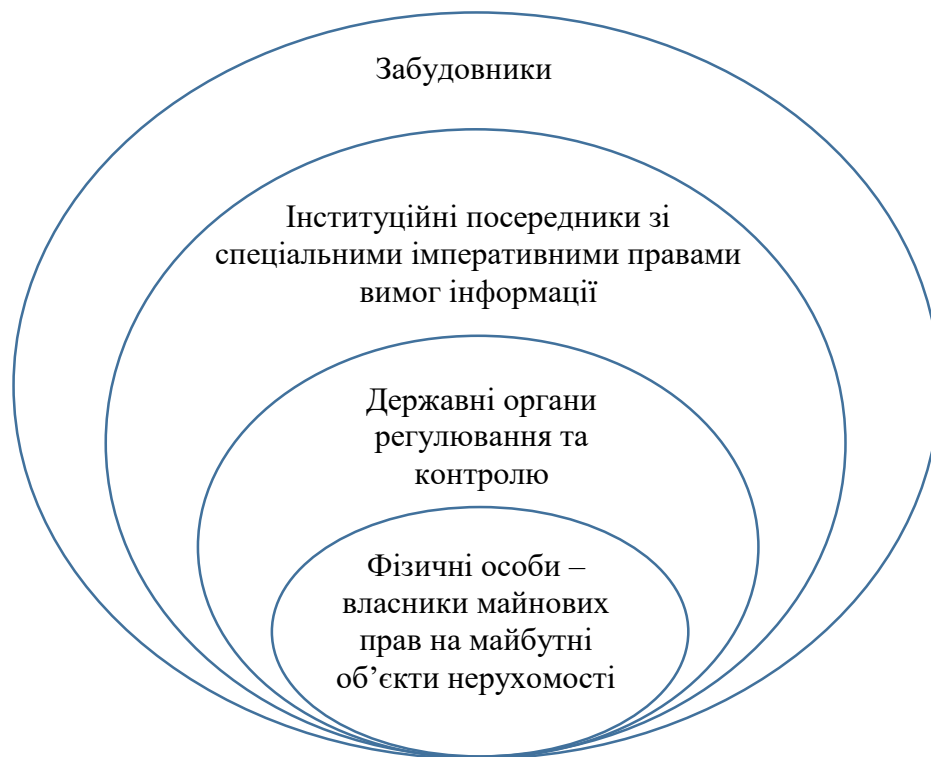 Забудовники
Інституційні посередники зі
спеціальними імперативними правами
вимог інформації
Державні органи
регулювання та
контролю
Фізичні особи –
власники майнових
прав на майбутні
об’єкти нерухомості